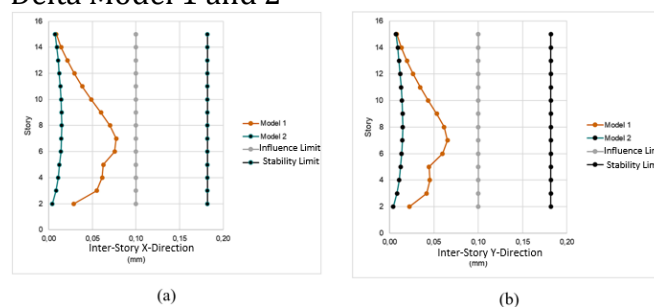 Delta Model 1 and 2
16
14
12
10
8
6
4
2
0
Story
0,00 0,05 0,10 0,15 0,20
Inter-Story X-Direction
(mm)
Model 1
Model 2
Influence Limit
Stability Limit
(a)
16
14
12
10
8
6
4
2
0
Story
0,00 0,05 0,10 0,15 0,20
Inter-Story Y-Direction
(mm)
Model 1
Model 2
Influence Limi
Stability Limi
(b)